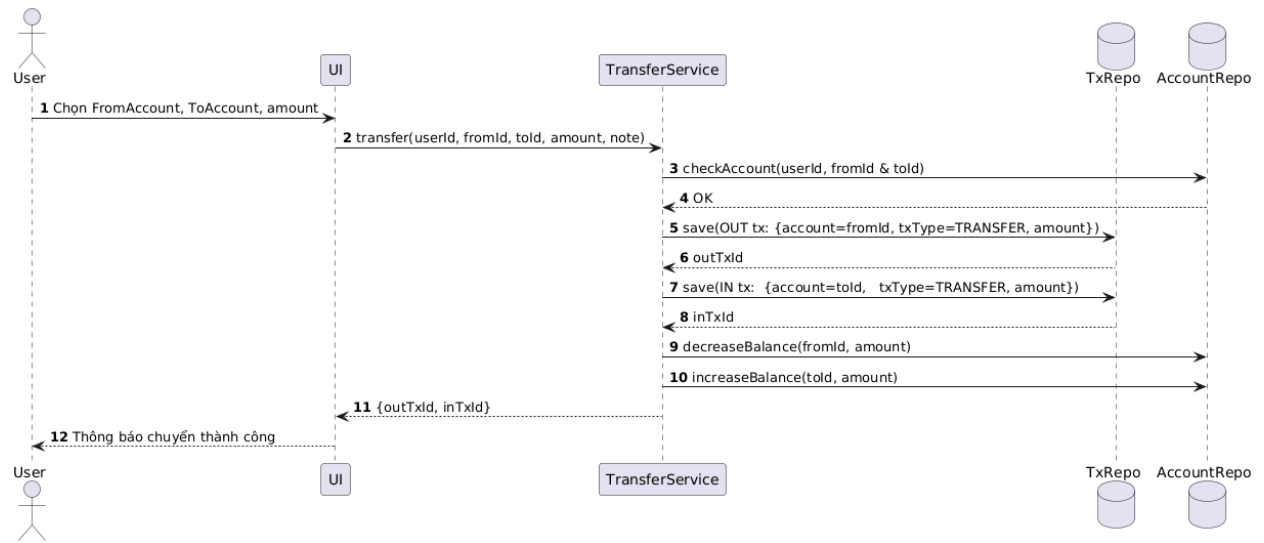 User
UI
TransferService
TxRepo
AccountRepo
1 Chọn FromAccount, ToAccount, amount
2 transfer(userId, fromId, toId, amount, note)
3 checkAccount(userId, fromId & toId)
4 OK
5 save(OUT tx: {account=fromId, txType=TRANSFER, amount})
6 outTxId
7 save(IN tx:  {account=toId,   txType=TRANSFER, amount})
8 inTxId
9 decreaseBalance(fromId, amount)
10 increaseBalance(toId, amount)
11 {outTxId, inTxId}
12 Thông báo chuyển thành công
User
UI
TransferService
TxRepo
AccountRepo